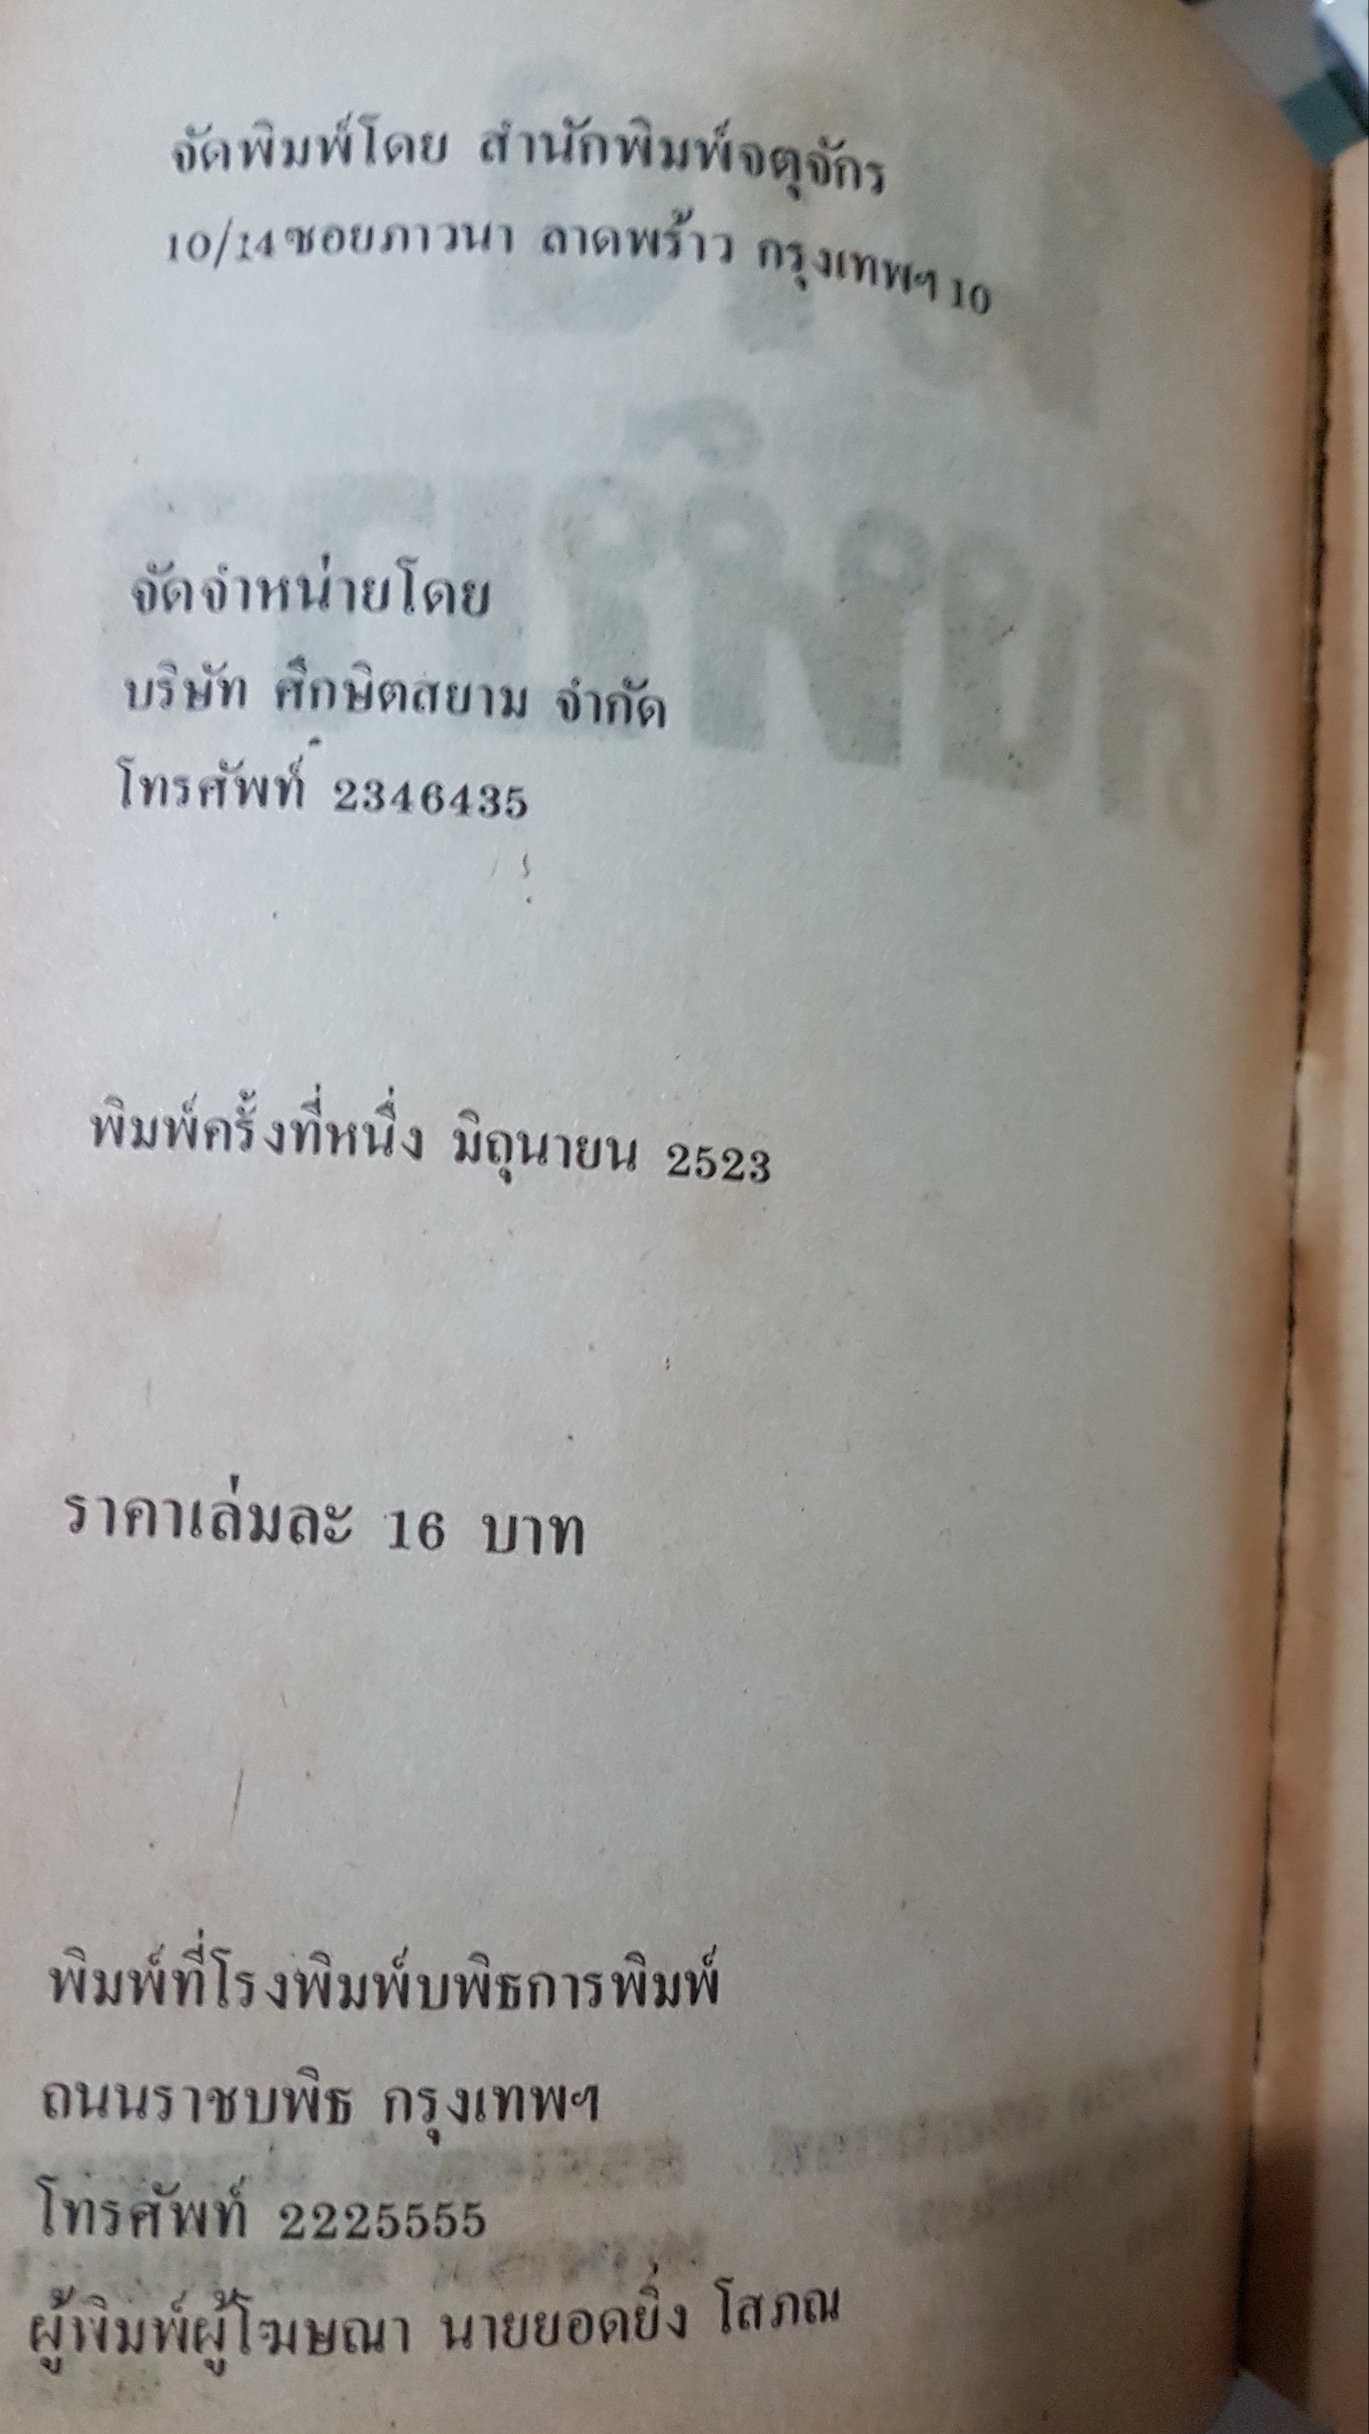 จัดพิมพ์โดย สำนักพิมพ์จตุจักร
10/14ซอยภาวนา ลาดพร้าว กรุงเทพฯ 10
จัดจำหน่ายโดย
บริษัท ศึกษิตสยาม จำกัด
โทรศัพท์ 2346435
พิมพ์ครั้งที่หนึ่ง มิถุนายน 2523
ราคาเล่มละ 16 บาท
พิมพ์ที่โรงพิมพ์บพิธการพิมพ์
ถนนราชบพิธ กรุงเทพฯ
โทรศัพท์ 2225555
ผู้พิมพ์ผู้โฆษณา นายยอดยิ่ง โสภณ